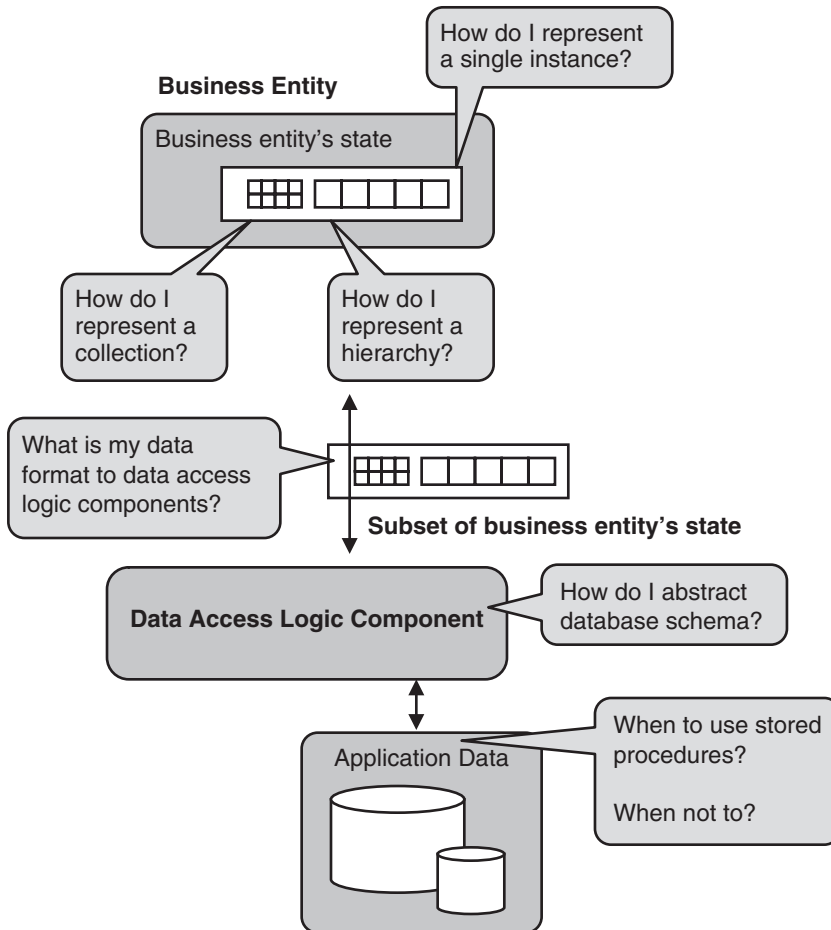 How do I represent
a single instance?
Business Entity
Business entity’s state
How do I
represent a
collection?
How do I
represent a
hierarchy?
What is my data
format to data access
logic components?
Subset of business entity’s state
Data Access Logic Component
How do I abstract
database schema?
When to use stored
procedures?
When not to?
Application Data